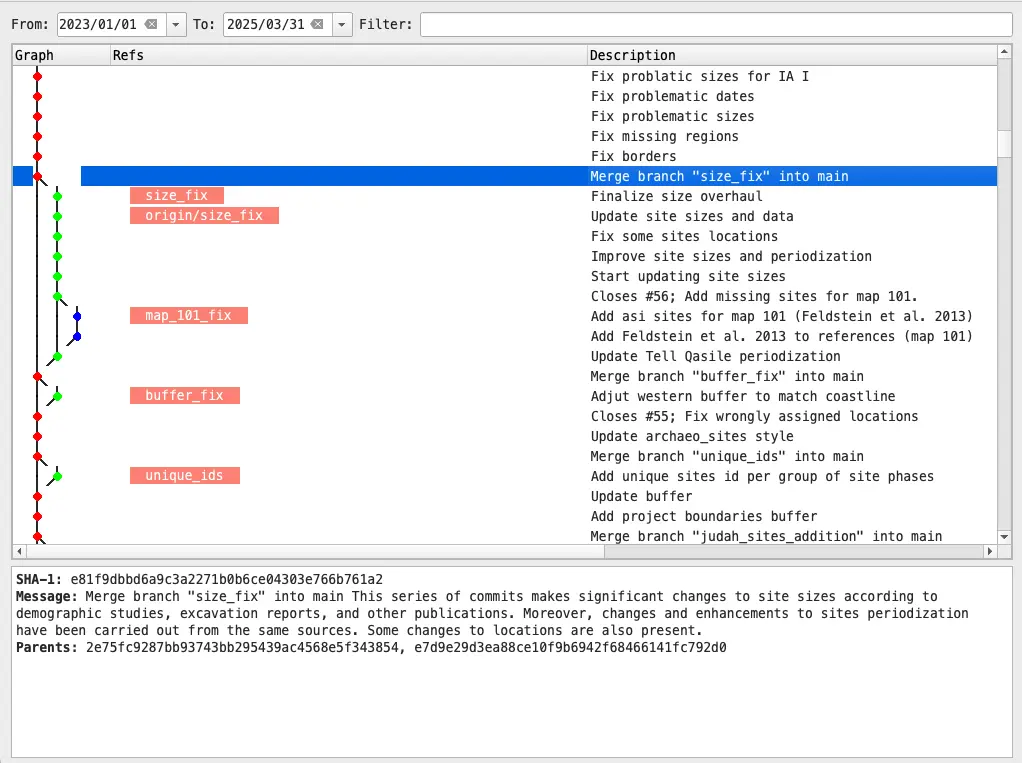 From: 2023/01/01 To: 2025/03/31 Filter:
Graph Refs Description
Fix problatic sizes for IA I
Fix problematic dates
Fix problematic sizes
Fix missing regions
Fix borders
Merge branch "size_fix" into main
size_fix Finalize size overhaul
origin/size_fix Update site sizes and data
Fix some sites locations
Improve site sizes and periodization
Start updating site sizes
Closes #56; Add missing sites for map 101.
map_101_fix Add asi sites for map 101 (Feldstein et al. 2013)
Add Feldstein et al. 2013 to references (map 101)
Update Tell Qasile periodization
Merge branch "buffer_fix" into main
buffer_fix Adjut western buffer to match coastline
Closes #55; Fix wrongly assigned locations
Update archaeo_sites style
Merge branch "unique_ids" into main
unique_ids Add unique sites id per group of site phases
Update buffer
Add project boundaries buffer
Merge branch "judah_sites_addition" into main
SHA-1: e81f9dbbd6a9c3a2271b0b6ce04303e766b761a2
Message: Merge branch "size_fix" into main This series of commits makes significant changes to site sizes according to
demographic studies, excavation reports, and other publications. Moreover, changes and enhancements to sites periodization
have been carried out from the same sources. Some changes to locations are also present.
Parents: 2e75fc9287bb93743bb295439ac4568e5f343854, e7d9e29d3ea88ce10f9b6942f68466141fc792d0